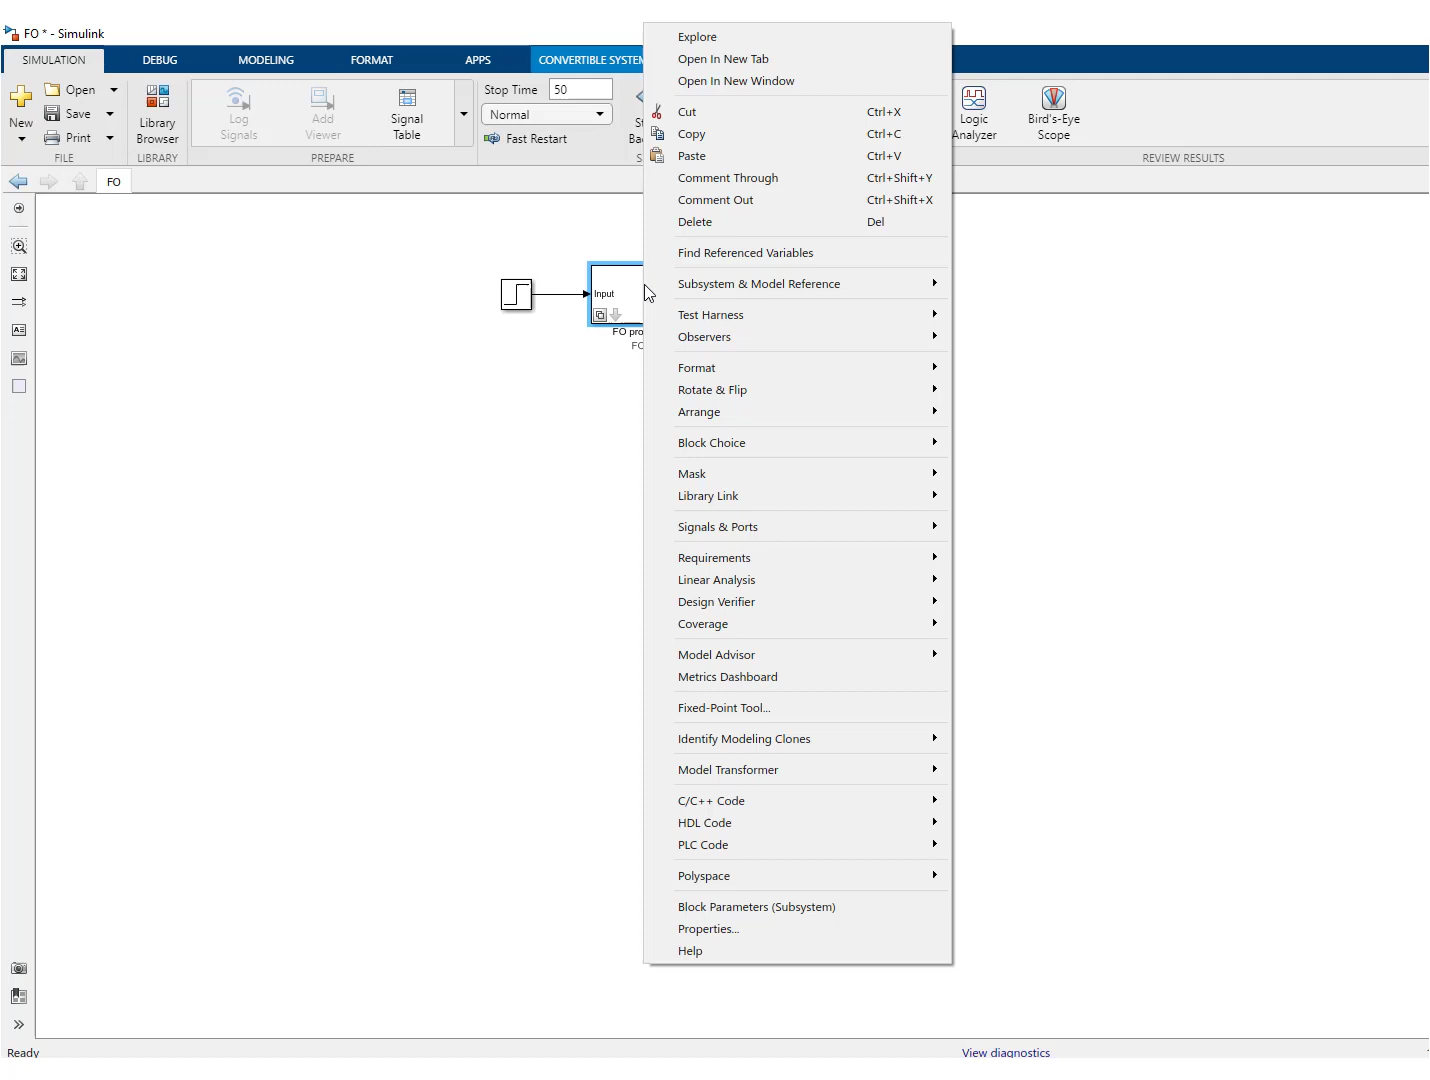 FO * - Simulink
SIMULATION
DEBUG
MODELING
FORMAT
APPS
CONVERTIBLE SYSTEM
New
Open
Save
Print
FILE
Library
Browser
LIBRARY
Log
Signals
Add
Viewer
Signal
Table
PREPARE
Stop Time 50
Normal
Fast Restart
Logic
Analyzer
Bird's-Eye
Scope
REVIEW RESULTS
FO
Input
FO pro
FO
Explore
Open In New Tab
Open In New Window
Cut Ctrl+X
Copy Ctrl+C
Paste Ctrl+V
Comment Through Ctrl+Shift+Y
Comment Out Ctrl+Shift+X
Delete Del
Find Referenced Variables
Subsystem & Model Reference
Test Harness
Observers
Format
Rotate & Flip
Arrange
Block Choice
Mask
Library Link
Signals & Ports
Requirements
Linear Analysis
Design Verifier
Coverage
Model Advisor
Metrics Dashboard
Fixed-Point Tool...
Identify Modeling Clones
Model Transformer
C/C++ Code
HDL Code
PLC Code
Polyspace
Block Parameters (Subsystem)
Properties...
Help
Ready
View diagnostics